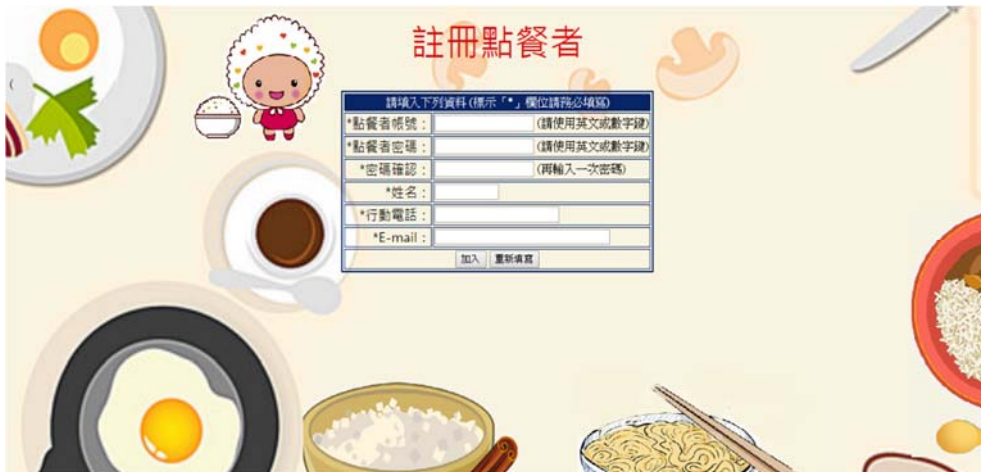 註冊點餐者
請填入下列資料(標示「*」欄位請務必填寫)
*點餐者帳號： (請使用英文或數字鍵)
*點餐者密碼： (請使用英文或數字鍵)
*密碼確認： (再輸入一次密碼)
*姓名：
*行動電話：
*E-mail：
加入 重新填寫